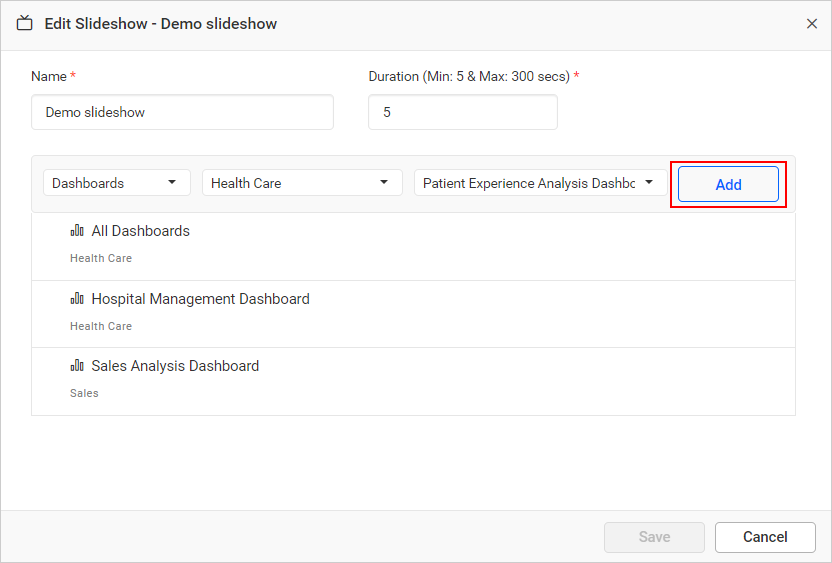 Edit Slideshow - Demo slideshow
Name *
Duration (Min: 5 & Max: 300 secs) *
Demo slideshow
5
Dashboards
Health Care
Patient Experience Analysis Dashbo
Add
All Dashboards
Health Care
Hospital Management Dashboard
Health Care
Sales Analysis Dashboard
Sales
Save
Cancel